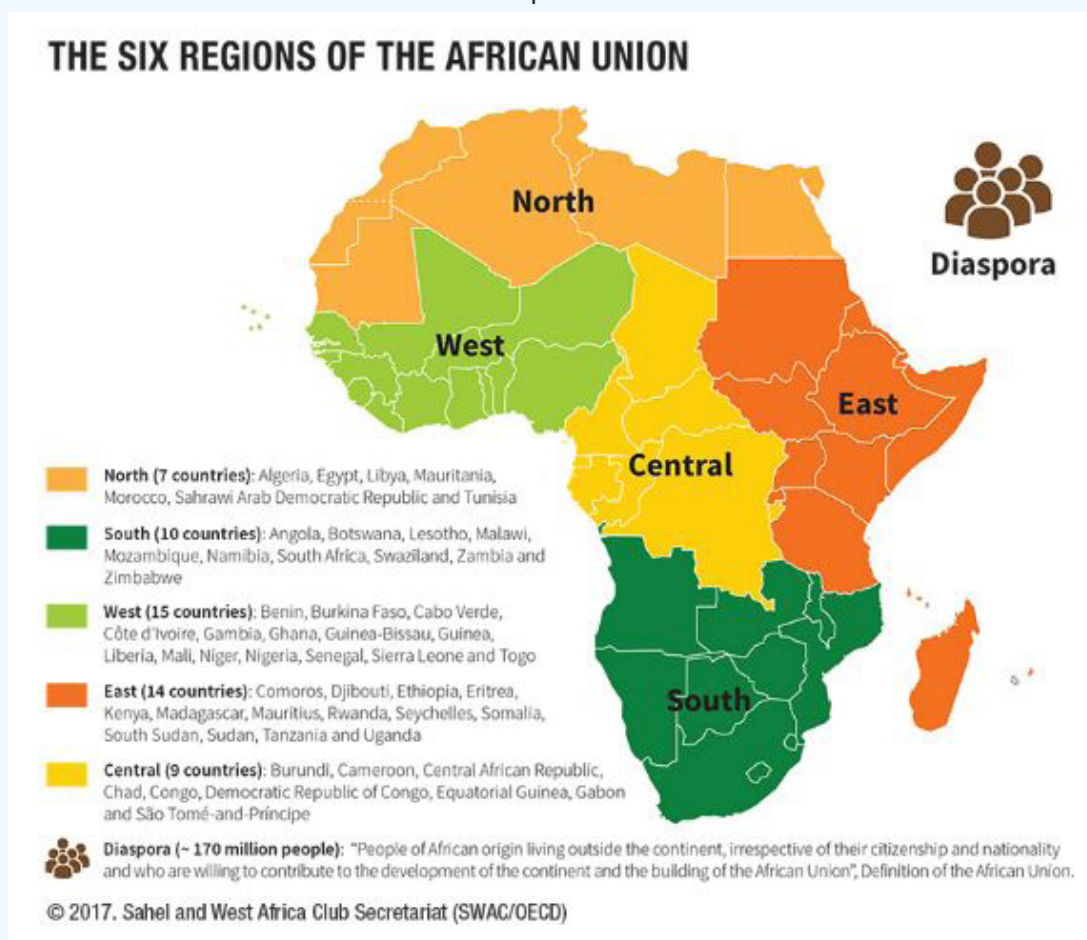 THE SIX REGIONS OF THE AFRICAN UNION
North
Diaspora
West
East
Central
South
North (7 countries): Algeria, Egypt, Libya, Mauritania,
Morocco, Sahrawi Arab Democratic Republic and Tunisia
South (10 countries): Angola, Botswana, Lesotho, Malawi,
Mozambique, Namibia, South Africa, Swaziland, Zambia and
Zimbabwe
West (15 countries): Benin, Burkina Faso, Cabo Verde,
Côte d'Ivoire, Gambia, Ghana, Guinea-Bissau, Guinea,
Liberia, Mali, Niger, Nigeria, Senegal, Sierra Leone and Togo
East (14 countries): Comoros, Djibouti, Ethiopia, Eritrea,
Kenya, Madagascar, Mauritius, Rwanda, Seychelles, Somalia,
South Sudan, Sudan, Tanzania and Uganda
Central (9 countries): Burundi, Cameroon, Central African Republic,
Chad, Congo, Democratic Republic of Congo, Equatorial Guinea, Gabon
and São Tomé-and-Príncipe
Diaspora (~ 170 million people): "People of African origin living outside the continent, irrespective of their citizenship and nationality
and who are willing to contribute to the development of the continent and the building of the African Union", Definition of the African Union.
© 2017. Sahel and West Africa Club Secretariat (SWAC/OECD)